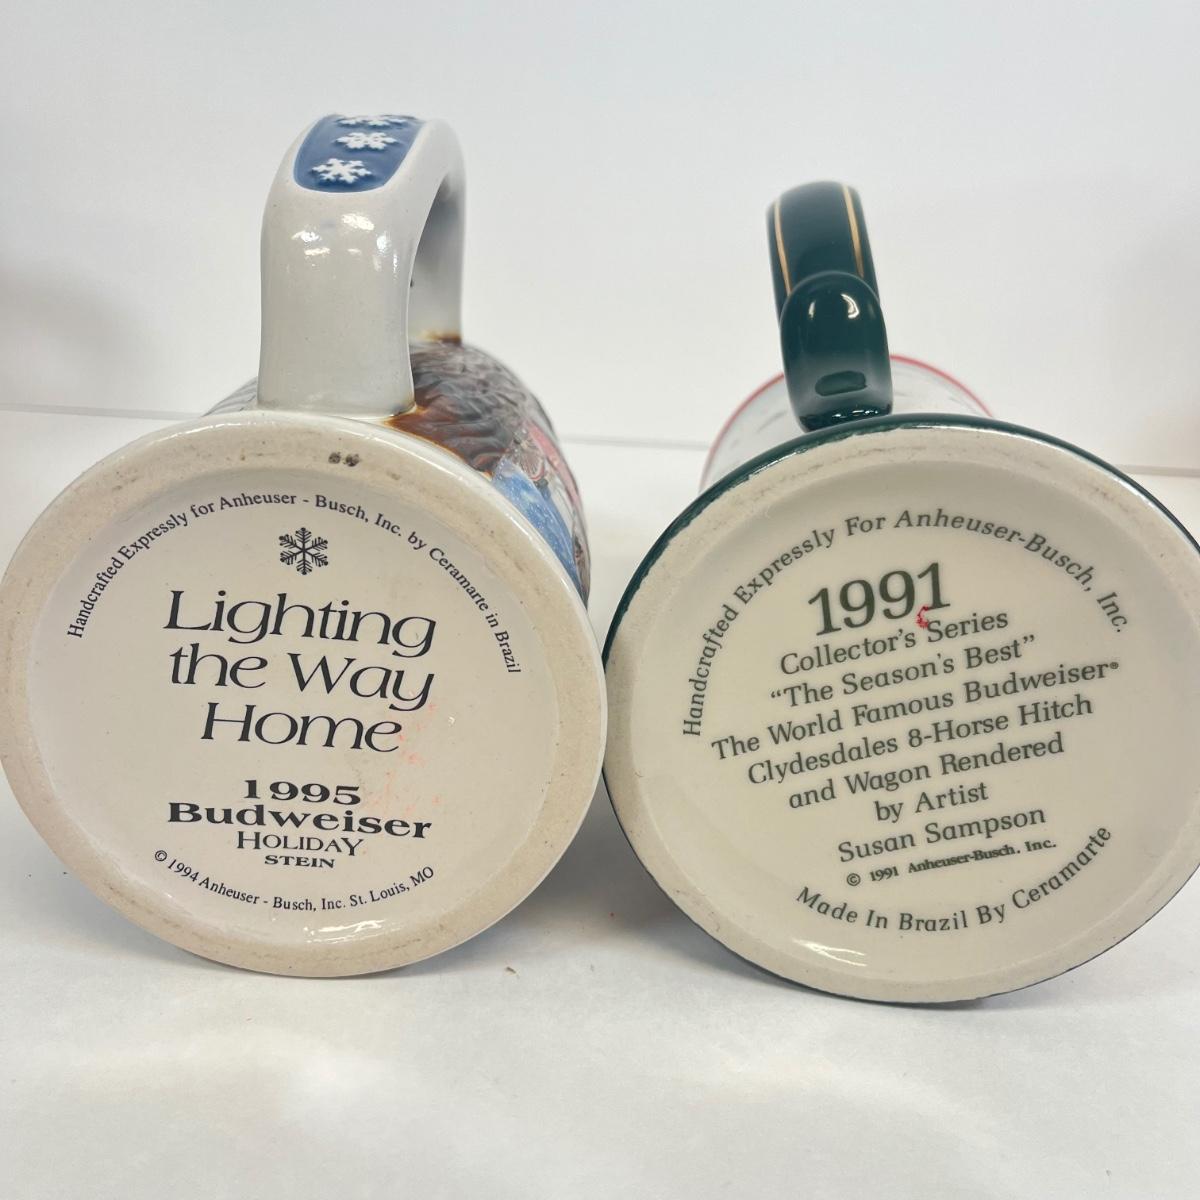 Handcrafted Expressly for Anheuser - Busch, Inc. by Ceramarte in Brazil
Lighting
the Way
Home
1995
Budweiser
HOLIDAY
STEIN
© 1994 Anheuser - Busch, Inc. St. Louis, MO
Handcrafted Expressly For Anheuser-Busch, Inc.
1991
Collector's Series
"The Season's Best"
The World Famous Budweiser®
Clydesdales 8-Horse Hitch
and Wagon Rendered
by Artist
Susan Sampson
© 1991 Anheuser-Busch. Inc.
Made In Brazil By Ceramarte